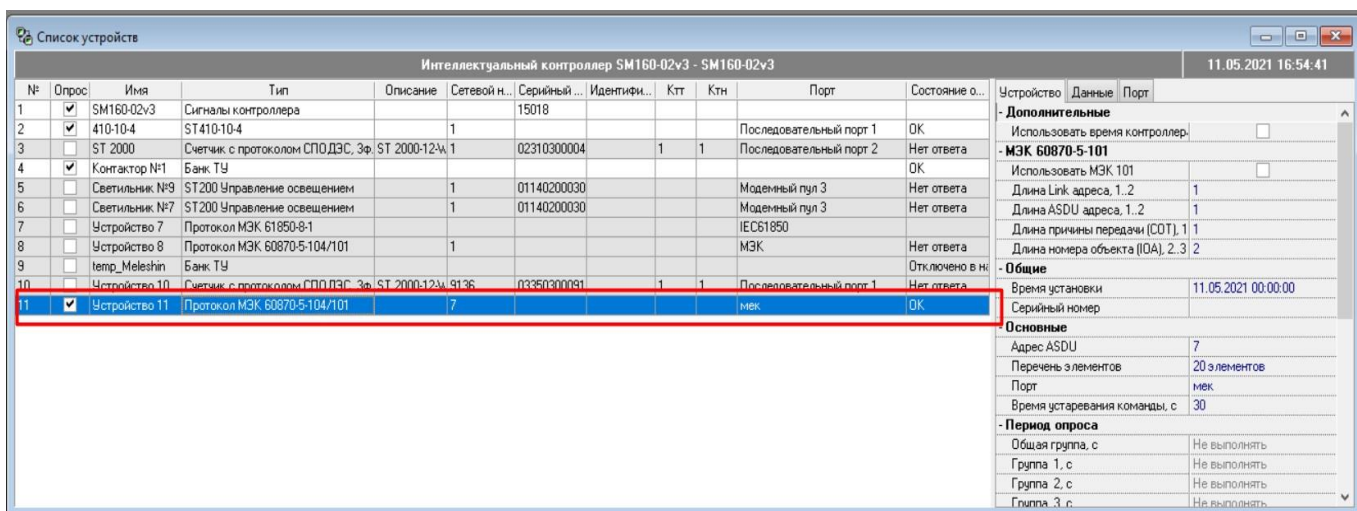 Список устройств
Интеллектуальный контроллер SM160-02v3 - SM160-02v3 11.05.2021 16:54:41
№ Опрос Имя Тип Описание Сетевой н... Серийный ... Идентифи... Ктт Ктн Порт Состояние о... Устройство Данные Порт
1 SM160-02v3 Сигналы контроллера 15018
2 410-10-4 ST410-10-4 1 Последовательный порт 1 OK
3 ST 2000 Счетчик с протоколом СПОДЭС, 3ф. ST 2000-12-W 1 02310300004 1 1 Последовательный порт 2 Нет ответа
4 Контактор №1 Банк ТУ OK
5 Светильник №9 ST200 Управление освещением 1 01140200030 Модемный пул 3 Нет ответа
6 Светильник №7 ST200 Управление освещением 1 01140200030 Модемный пул 3 Нет ответа
7 Устройство 7 Протокол МЭК 61850-8-1 IEC61850
8 Устройство 8 Протокол МЭК 60870-5-104/101 1 МЭК Нет ответа
9 temp_Meleshin Банк ТУ Отключено в на
10 Устройство 10 Счетчик с протоколом СПОДЭС, 3ф. ST 2000-12-W 9136 03350300091 1 1 Последовательный порт 1 Нет ответа
11 Устройство 11 Протокол МЭК 60870-5-104/101 7 мек OK
- Дополнительные
Использовать время контроллер
- МЭК 60870-5-101
Использовать МЭК 101
Длина Link адреса, 1..2 1
Длина ASDU адреса, 1..2 1
Длина причины передачи (COT), 1 1
Длина номера объекта (IOA), 2..3 2
- Общие
Время установки 11.05.2021 00:00:00
Серийный номер
- Основные
Адрес ASDU 7
Перечень элементов 20 элементов
Порт мек
Время устаревания команды, с 30
- Период опроса
Общая группа, с Не выполнять
Группа 1, с Не выполнять
Группа 2, с Не выполнять
Группа 3, с Не выполнять